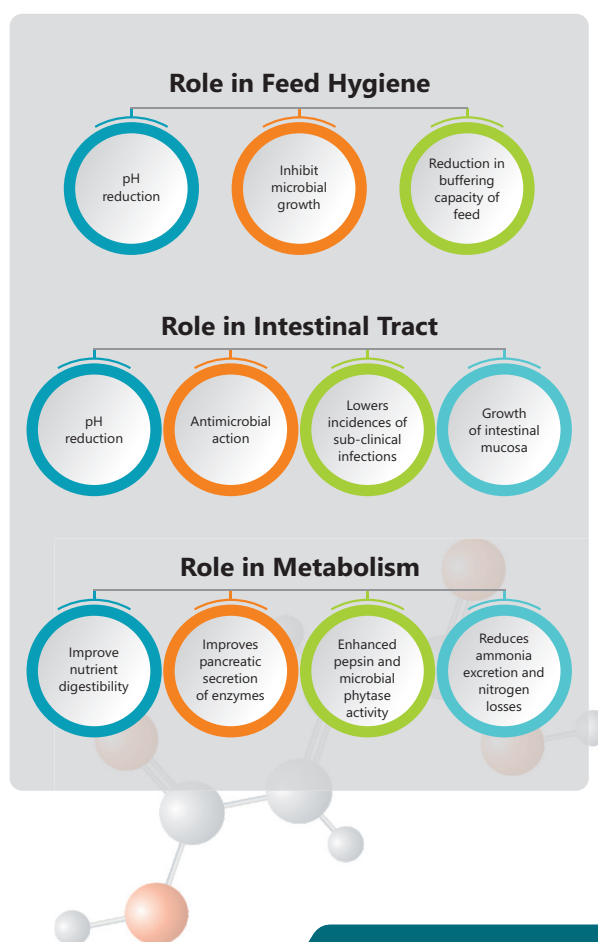 Role in Feed Hygiene
pH
reduction
Inhibit
microbial
growth
Reduction in
buffering
capacity of
feed
Role in Intestinal Tract
pH
reduction
Antimicrobial
action
Lowers
incidences of
sub-clinical
infections
Growth
of intestinal
mucosa
Role in Metabolism
Improve
nutrient
digestibility
Improves
pancreatic
secretion
of enzymes
Enhanced
pepsin and
microbial
phytase
activity
Reduces
ammonia
excretion and
nitrogen
losses